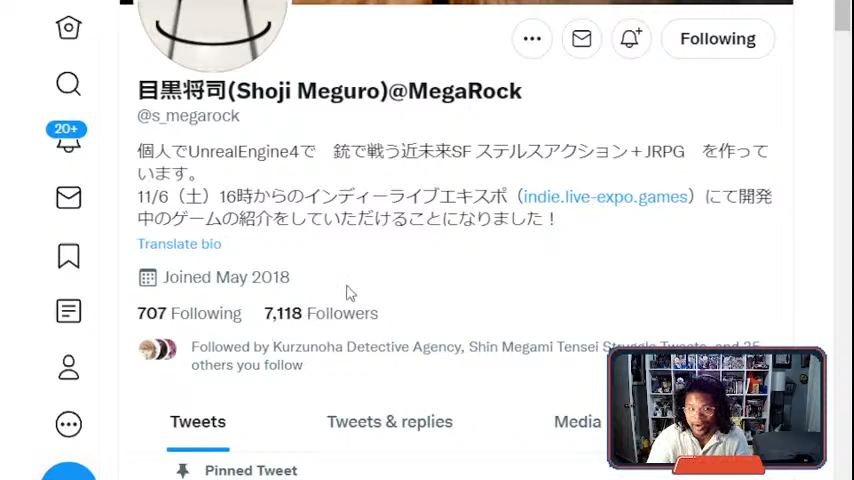 Following
目黒将司(Shoji Meguro)@MegaRock
@s_megarock
20+
個人でUnrealEngine4で　銃で戦う近未来SF ステルスアクション＋JRPG　を作って
います。
11/6（土）16時からのインディーライブエキスポ（indie.live-expo.games）にて開発
中のゲームの紹介をしていただけることになりました！
Translate bio
Joined May 2018
707 Following 7,118 Followers
Followed by Kurzunoha Detective Agency, Shin Megami Tensei Struggle Tweets, and 25
others you follow
Tweets Tweets & replies Media
Pinned Tweet